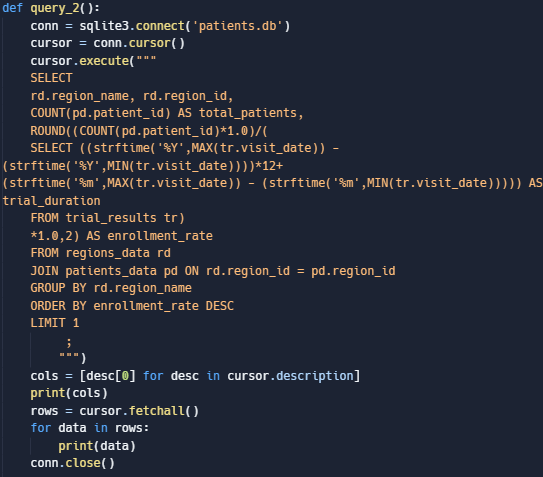 def query_2():
    conn = sqlite3.connect('patients.db')
    cursor = conn.cursor()
    cursor.execute("""
    SELECT
    rd.region_name, rd.region_id,
    COUNT(pd.patient_id) AS total_patients,
    ROUND((COUNT(pd.patient_id)*1.0)/(
    SELECT ((strftime('%Y',MAX(tr.visit_date)) -
(strftime('%Y',MIN(tr.visit_date))))*12+
(strftime('%m',MAX(tr.visit_date)) - (strftime('%m',MIN(tr.visit_date))))) AS
trial_duration
    FROM trial_results tr)
    *1.0,2) AS enrollment_rate
    FROM regions_data rd
    JOIN patients_data pd ON rd.region_id = pd.region_id
    GROUP BY rd.region_name
    ORDER BY enrollment_rate DESC
    LIMIT 1
         ;
        """)
    cols = [desc[0] for desc in cursor.description]
    print(cols)
    rows = cursor.fetchall()
    for data in rows:
        print(data)
    conn.close()